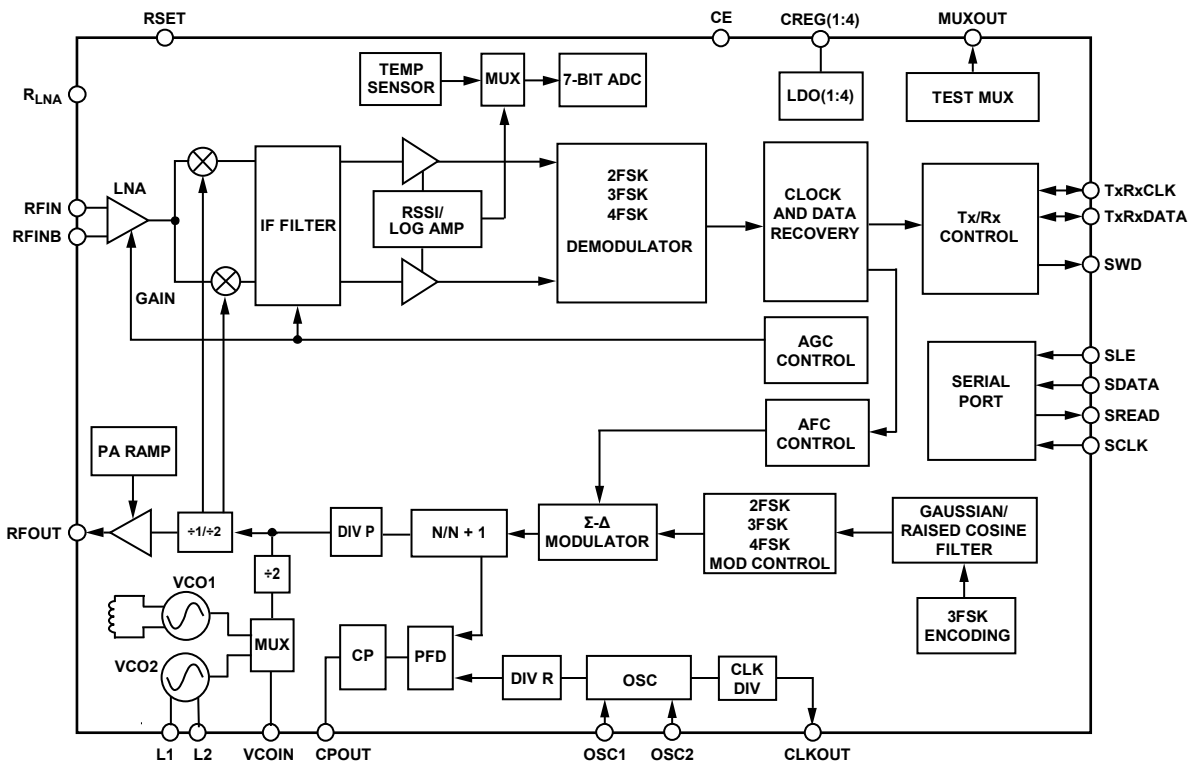 RSET
CE
CREG(1:4)
MUXOUT
RLNA
TEMP
SENSOR
MUX
7-BIT ADC
LDO(1:4)
TEST MUX
LNA
RFIN
RFINB
GAIN
IF FILTER
RSSI/
LOG AMP
2FSK
3FSK
4FSK
DEMODULATOR
CLOCK
AND DATA
RECOVERY
Tx/Rx
CONTROL
TxRxCLK
TxRxDATA
SWD
AGC
CONTROL
SERIAL
PORT
SLE
SDATA
SREAD
SCLK
AFC
CONTROL
PA RAMP
RFOUT
÷1/÷2
DIV P
N/N + 1
Σ-Δ
MODULATOR
2FSK
3FSK
4FSK
MOD CONTROL
GAUSSIAN/
RAISED COSINE
FILTER
÷2
3FSK
ENCODING
VCO1
VCO2
MUX
CP
PFD
DIV R
OSC
CLK
DIV
L1
L2
VCOIN
CPOUT
OSC1
OSC2
CLKOUT